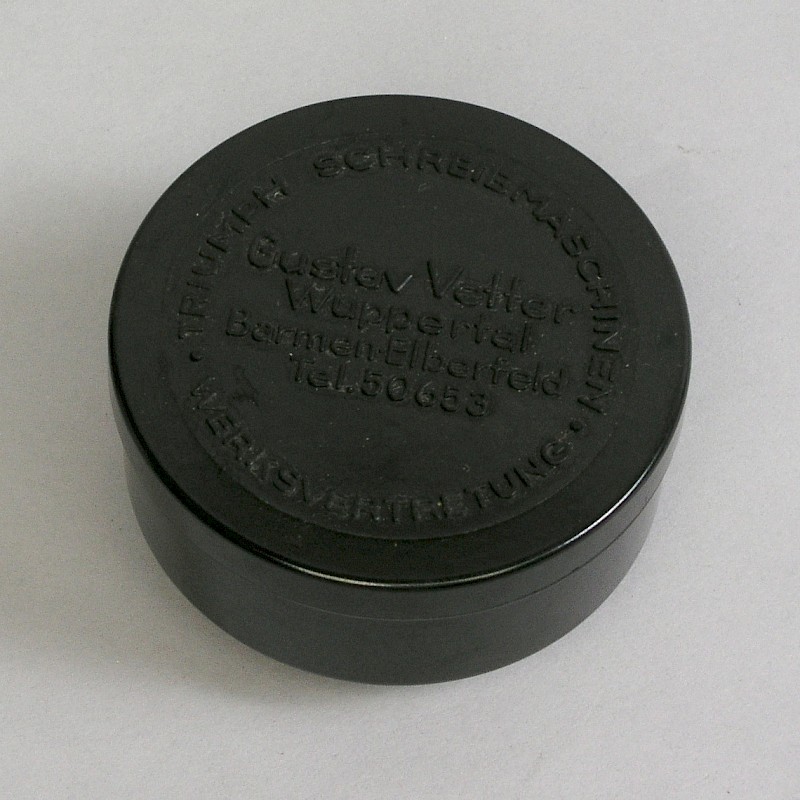 TRIUMPH SCHREIBMASCHINEN
Gustav Vetter
Wuppertal
Barmen-Elberfeld
Tel.50653
• WERKSVERTRETUNG •